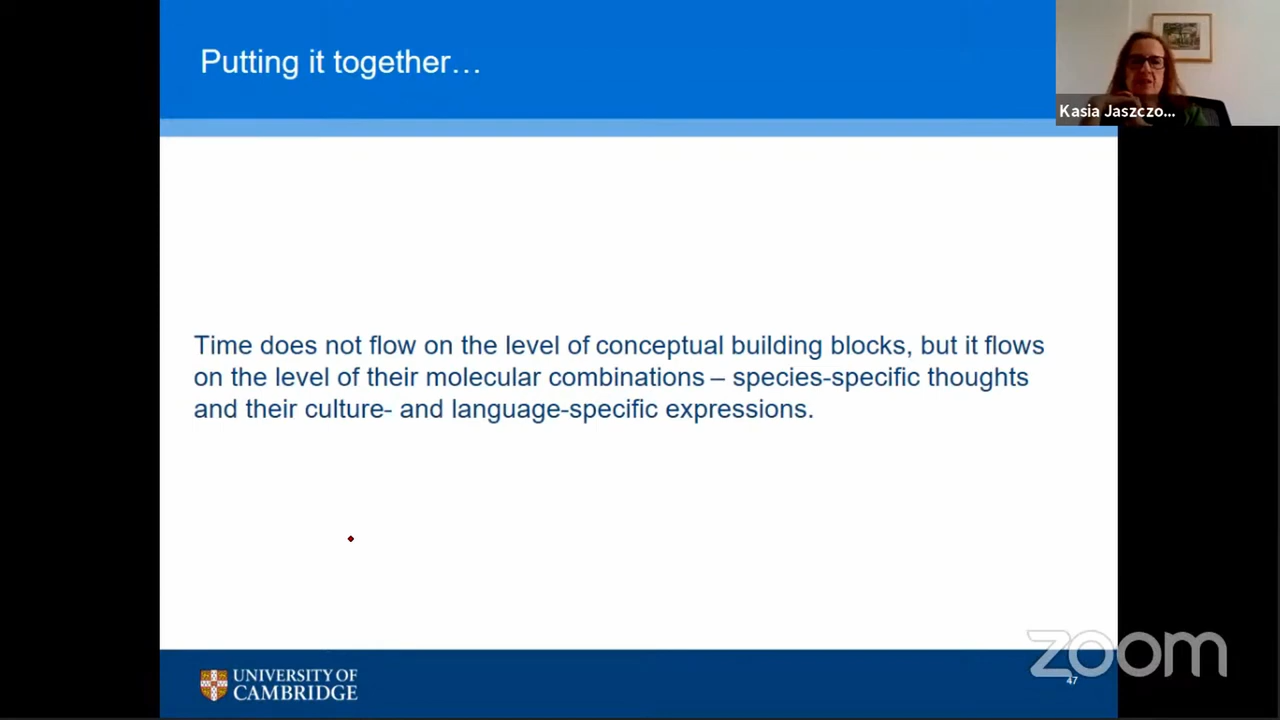 Putting it together…
Kasia Jaszczo...
Time does not flow on the level of conceptual building blocks, but it flows
on the level of their molecular combinations – species-specific thoughts
and their culture- and language-specific expressions.
UNIVERSITY OF
CAMBRIDGE
zoom
47